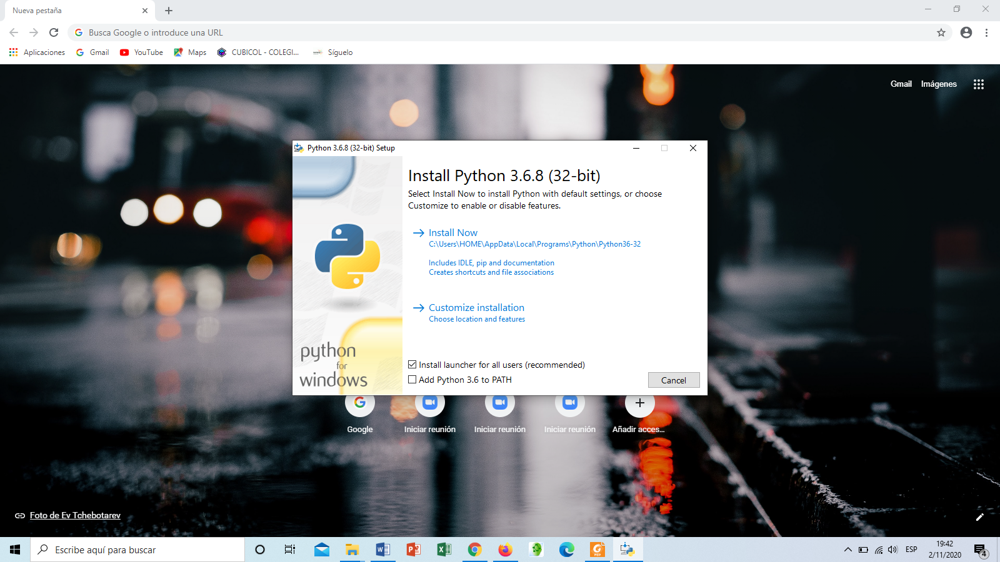 Nueva pestaña
Busca Google o introduce una URL
Aplicaciones
Gmail
YouTube
Maps
CUBICOL - COLEGI...
Síguelo
Gmail
Imágenes
Python 3.6.8 (32-bit) Setup
Install Python 3.6.8 (32-bit)
Select Install Now to install Python with default settings, or choose
Customize to enable or disable features.
Install Now
C:\Users\HOME\AppData\Local\Programs\Python\Python36-32
Includes IDLE, pip and documentation
Creates shortcuts and file associations
Customize installation
Choose location and features
python
for
windows
Install launcher for all users (recommended)
Add Python 3.6 to PATH
Cancel
Google
Iniciar reunión
Iniciar reunión
Iniciar reunión
Añadir acces...
Foto de Ev Tchebotarev
Escribe aquí para buscar
ESP
19:42
2/11/2020
4